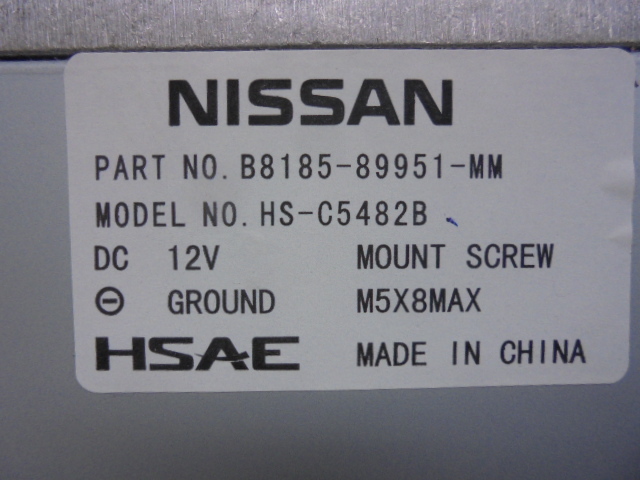 NISSAN
PART NO. B8185-89951-MM
MODEL NO. HS-C5482B
DC 12V MOUNT SCREW
⊖ GROUND M5X8MAX
HSAE MADE IN CHINA